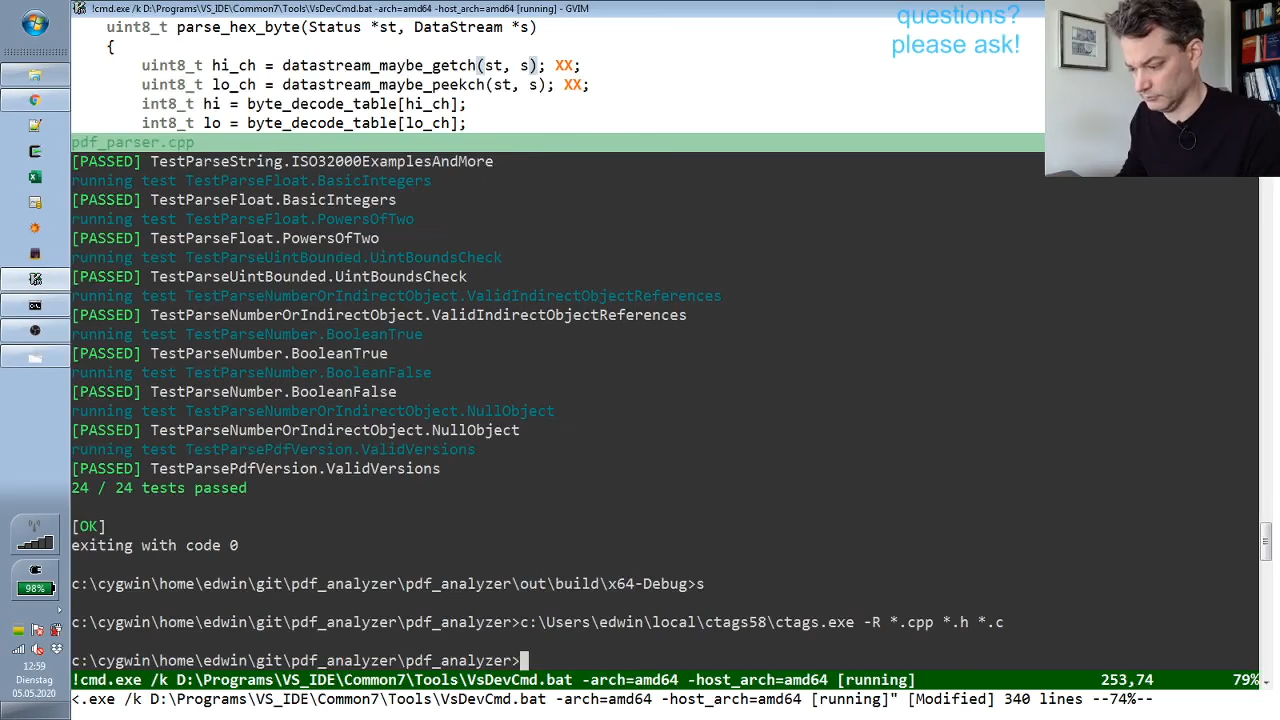 !cmd.exe /k D:\Programs\VS_IDE\Common7\Tools\VsDevCmd.bat -arch=amd64 -host_arch=amd64 [running] - GVIM
questions?
please ask!
uint8_t parse_hex_byte(Status *st, DataStream *s)
{
uint8_t hi_ch = datastream_maybe_getch(st, s); XX;
uint8_t lo_ch = datastream_maybe_peekch(st, s); XX;
int8_t hi = byte_decode_table[hi_ch];
int8_t lo = byte_decode_table[lo_ch];
pdf_parser.cpp
[PASSED] TestParseString.ISO32000ExamplesAndMore
running test TestParseFloat.BasicIntegers
[PASSED] TestParseFloat.BasicIntegers
running test TestParseFloat.PowersOfTwo
[PASSED] TestParseFloat.PowersOfTwo
running test TestParseUintBounded.UintBoundsCheck
[PASSED] TestParseUintBounded.UintBoundsCheck
running test TestParseNumberOrIndirectObject.ValidIndirectObjectReferences
[PASSED] TestParseNumberOrIndirectObject.ValidIndirectObjectReferences
running test TestParseNumber.BooleanTrue
[PASSED] TestParseNumber.BooleanTrue
running test TestParseNumber.BooleanFalse
[PASSED] TestParseNumber.BooleanFalse
running test TestParseNumberOrIndirectObject.NullObject
[PASSED] TestParseNumberOrIndirectObject.NullObject
running test TestParsePdfVersion.ValidVersions
[PASSED] TestParsePdfVersion.ValidVersions
24 / 24 tests passed
[OK]
exiting with code 0
c:\cygwin\home\edwin\git\pdf_analyzer\pdf_analyzer\out\build\x64-Debug>s
c:\cygwin\home\edwin\git\pdf_analyzer\pdf_analyzer>c:\Users\edwin\local\ctags58\ctags.exe -R *.cpp *.h *.c
c:\cygwin\home\edwin\git\pdf_analyzer\pdf_analyzer>
!cmd.exe /k D:\Programs\VS_IDE\Common7\Tools\VsDevCmd.bat -arch=amd64 -host_arch=amd64 [running] 253,74 79%
<.exe /k D:\Programs\VS_IDE\Common7\Tools\VsDevCmd.bat -arch=amd64 -host_arch=amd64 [running]" [Modified] 340 lines --74%--
98%
12:59
Dienstag
05.05.2020